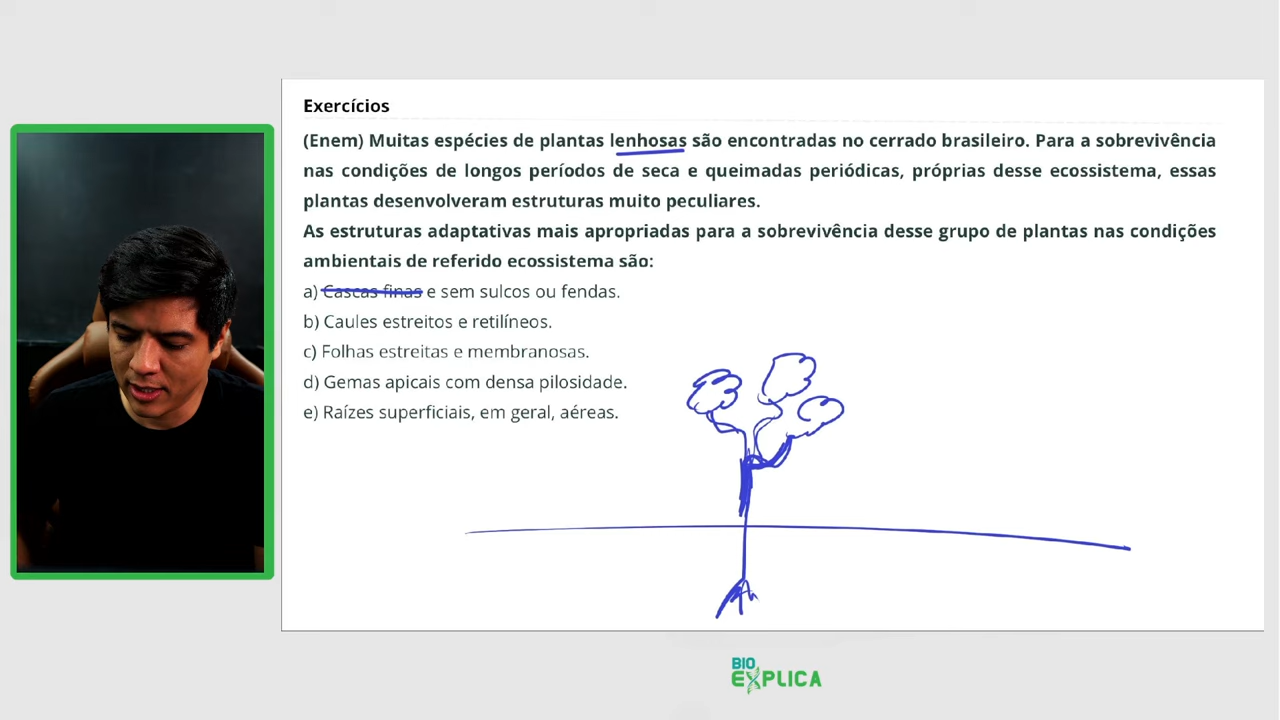 Exercícios
(Enem) Muitas espécies de plantas lenhosas são encontradas no cerrado brasileiro. Para a sobrevivência
nas condições de longos períodos de seca e queimadas periódicas, próprias desse ecossistema, essas
plantas desenvolveram estruturas muito peculiares.
As estruturas adaptativas mais apropriadas para a sobrevivência desse grupo de plantas nas condições
ambientais de referido ecossistema são:
a) Cascas finas e sem sulcos ou fendas.
b) Caules estreitos e retilíneos.
c) Folhas estreitas e membranosas.
d) Gemas apicais com densa pilosidade.
e) Raízes superficiais, em geral, aéreas.
BIO
EXPLICA